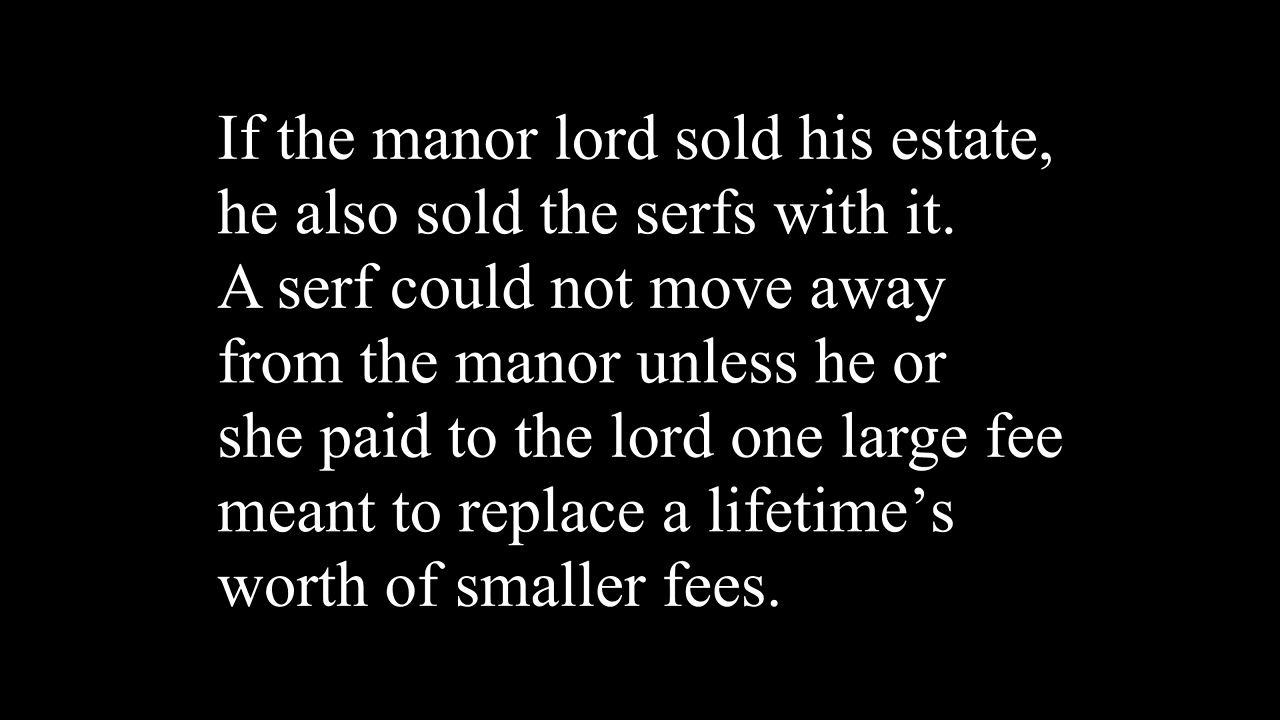 If the manor lord sold his estate,
he also sold the serfs with it.
A serf could not move away
from the manor unless he or
she paid to the lord one large fee
meant to replace a lifetime’s
worth of smaller fees.